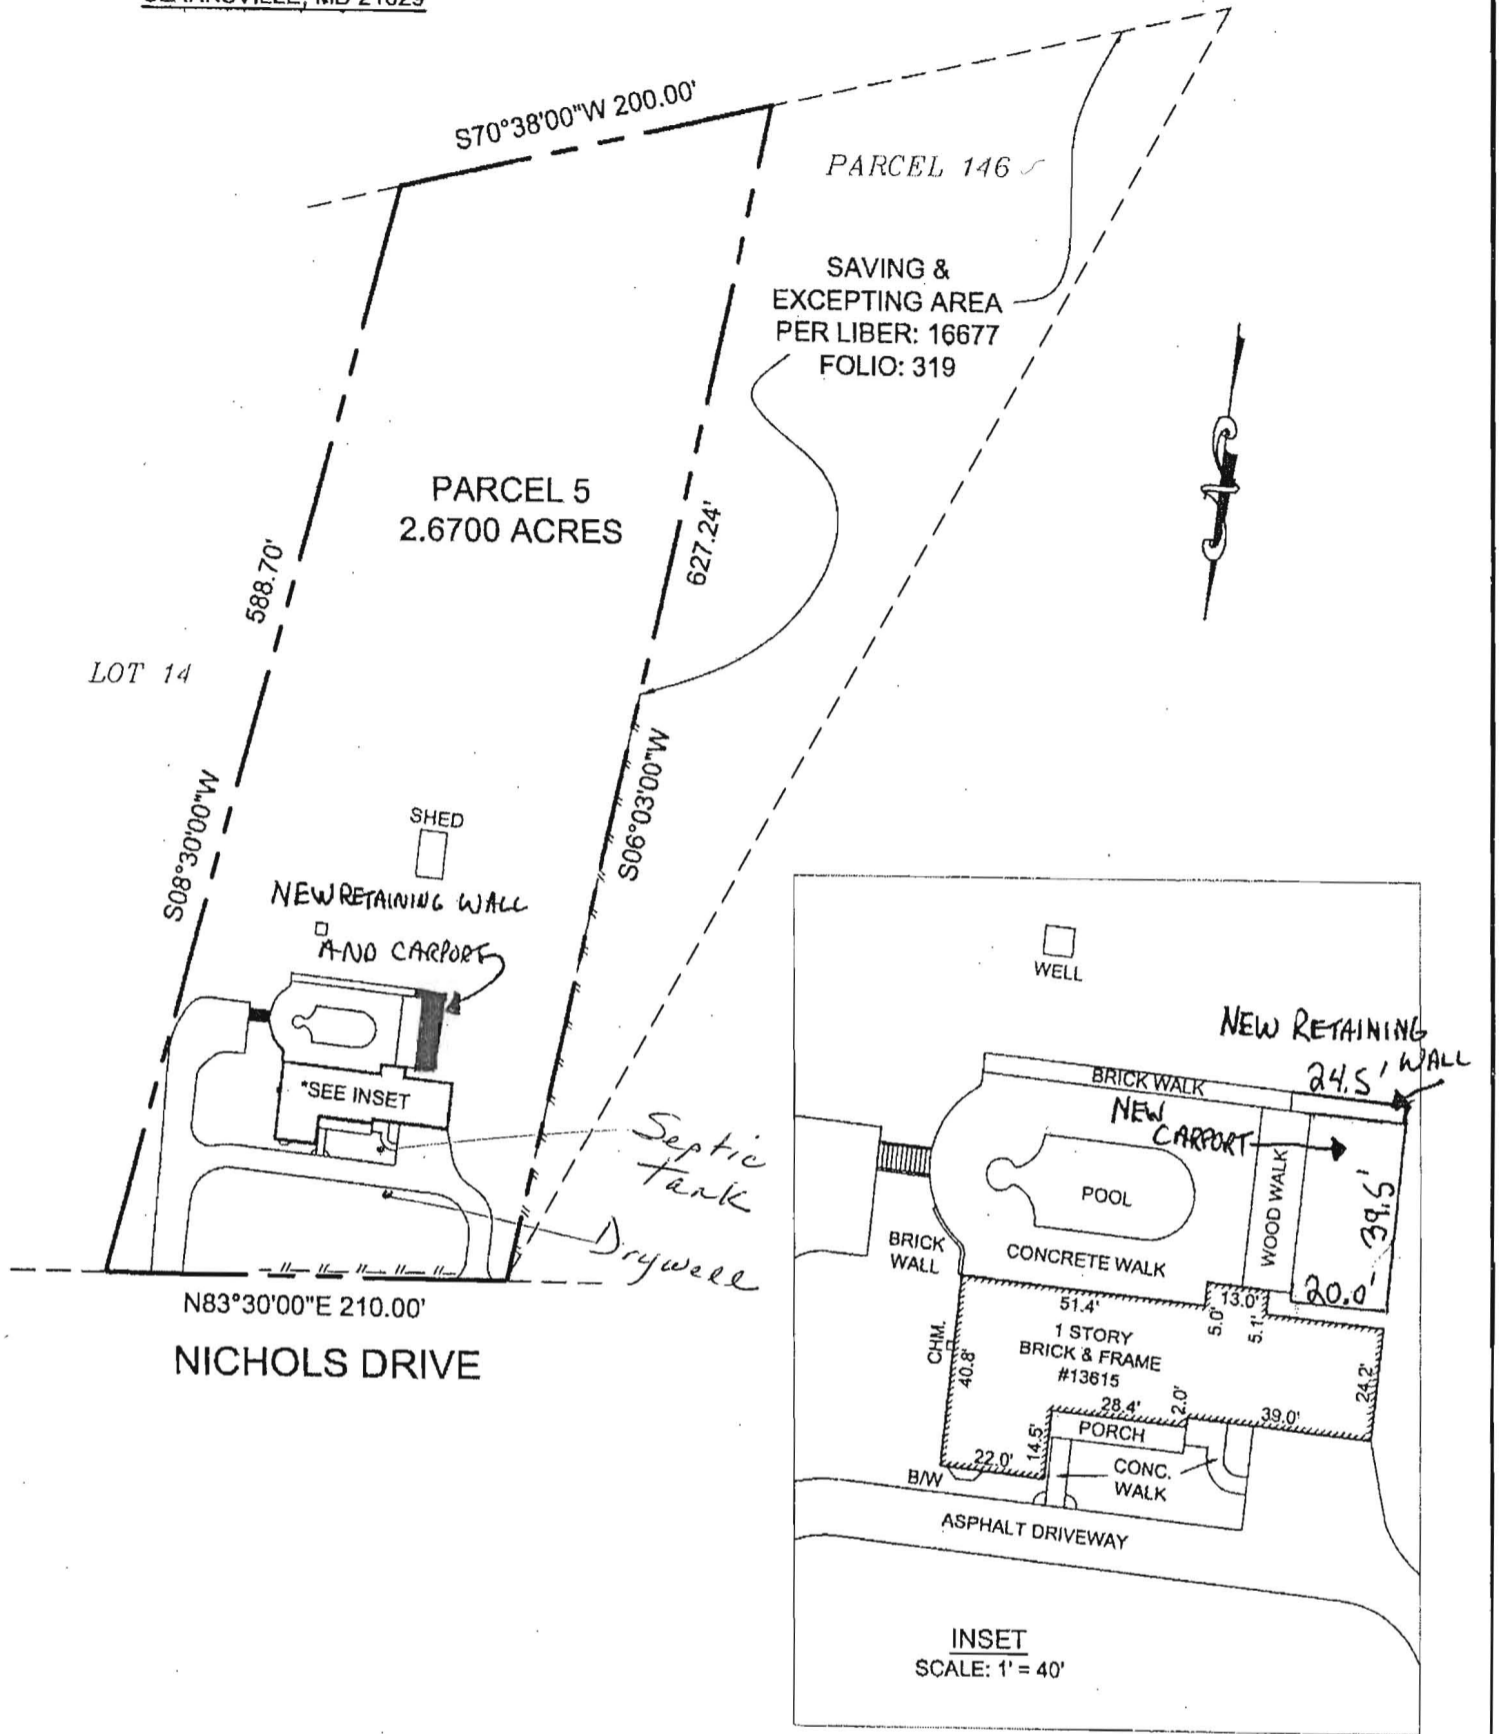 CLARKSVILLE, MD 21029
S70°38'00"W 200.00'
PARCEL 146
SAVING &
EXCEPTING AREA
PER LIBER: 16677
FOLIO: 319
PARCEL 5
2.6700 ACRES
588.70'
627.24'
LOT 14
S08°30'00"W
S06°03'00"W
SHED
NEW RETAINING WALL
AND CARPORT
*SEE INSET
Septic
Tank
Drywell
N83°30'00"E 210.00'
NICHOLS DRIVE
WELL
NEW RETAINING
WALL
24.5'
BRICK WALK
NEW
CARPORT
POOL
WOOD WALK
39.5'
BRICK
WALL
CONCRETE WALK
20.0'
51.4'
13.0'
5.0'
5.1'
1 STORY
BRICK & FRAME
#13615
CHM.
40.8'
24.2'
28.4'
2.0'
39.0'
PORCH
14.5'
22.0'
CONC.
WALK
B/W
ASPHALT DRIVEWAY
INSET
SCALE: 1' = 40'